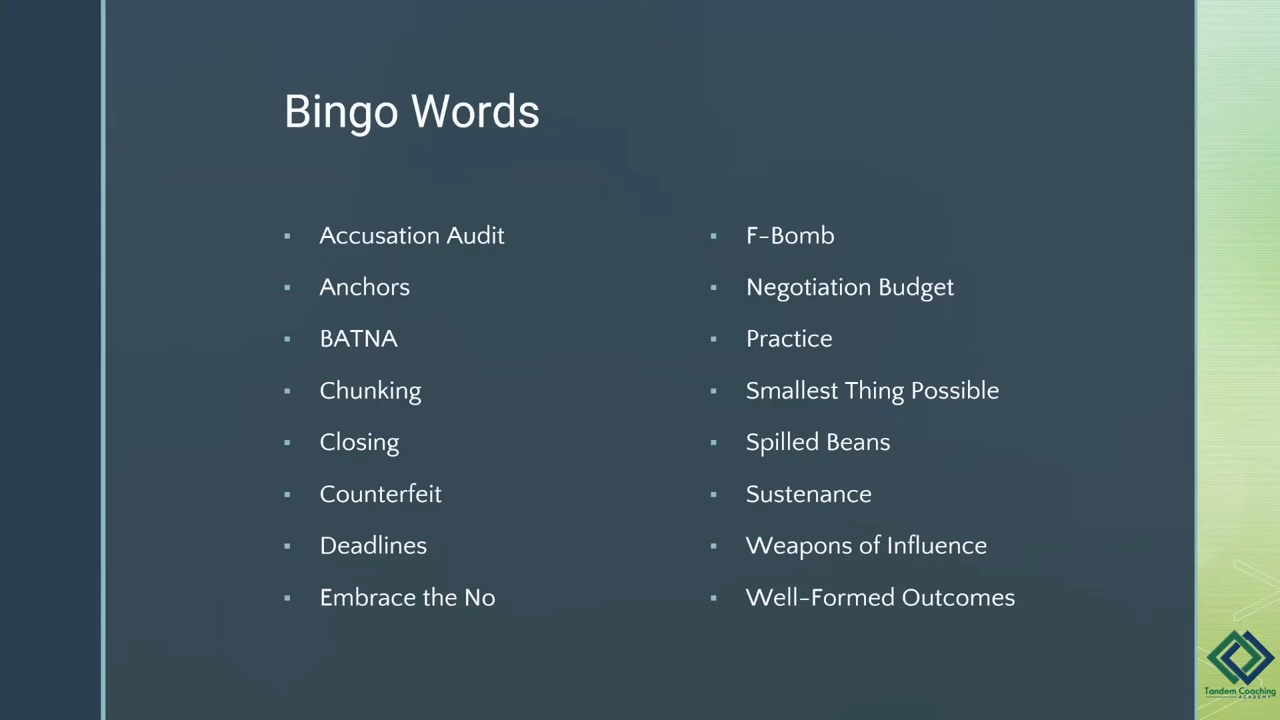 Bingo Words
Accusation Audit
Anchors
BATNA
Chunking
Closing
Counterfeit
Deadlines
Embrace the No
F-Bomb
Negotiation Budget
Practice
Smallest Thing Possible
Spilled Beans
Sustenance
Weapons of Influence
Well-Formed Outcomes
Tandem Coaching
ACADEMY